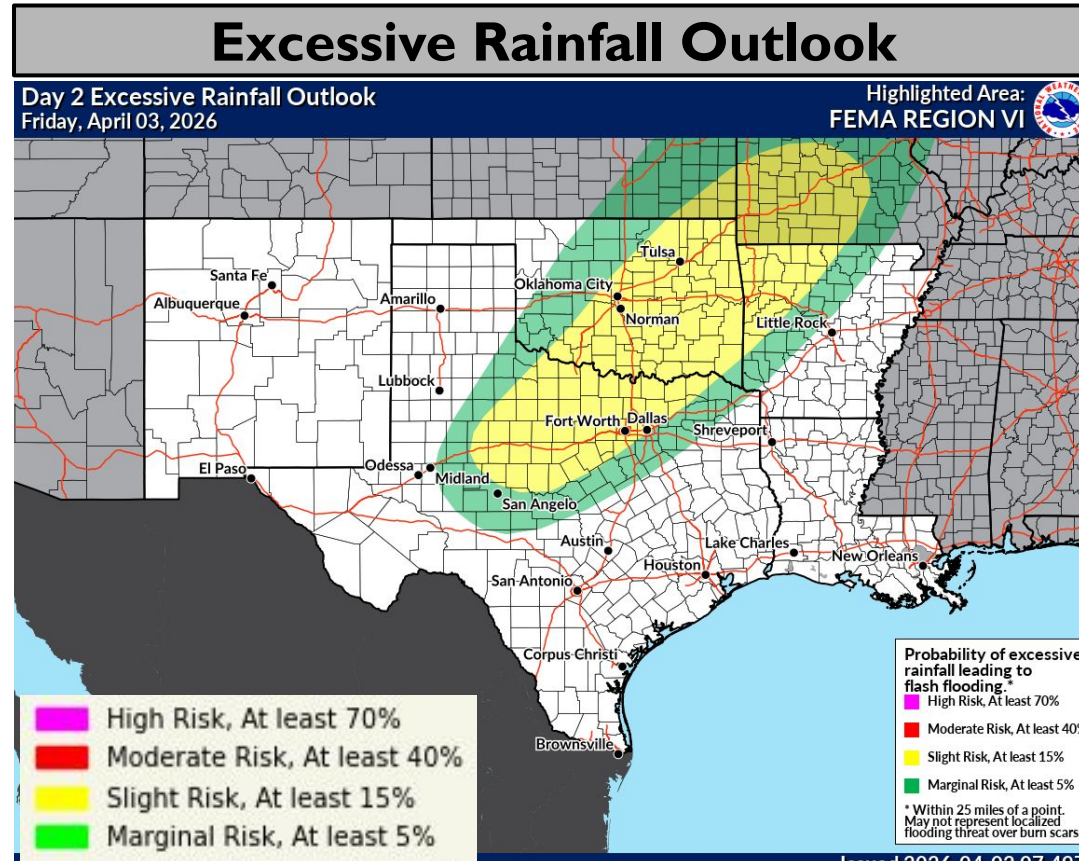 Excessive Rainfall Outlook
Day 2 Excessive Rainfall Outlook
Friday, April 03, 2026
Highlighted Area:
FEMA REGION VI
Tulsa
Santa Fe
Oklahoma City
Albuquerque
Amarillo
Norman
Little Rock
Lubbock
Fort Worth
Dallas
Shreveport
El Paso
Odessa
Midland
San Angelo
Austin
Lake Charles
New Orleans
Houston
San Antonio
Corpus Christi
Brownsville
High Risk, At least 70%
Moderate Risk, At least 40%
Slight Risk, At least 15%
Marginal Risk, At least 5%
Probability of excessive
rainfall leading to
flash flooding.*
High Risk, At least 70%
Moderate Risk, At least 40%
Slight Risk, At least 15%
Marginal Risk, At least 5%
* Within 25 miles of a point.
May not represent localized
flooding threat over burn scars